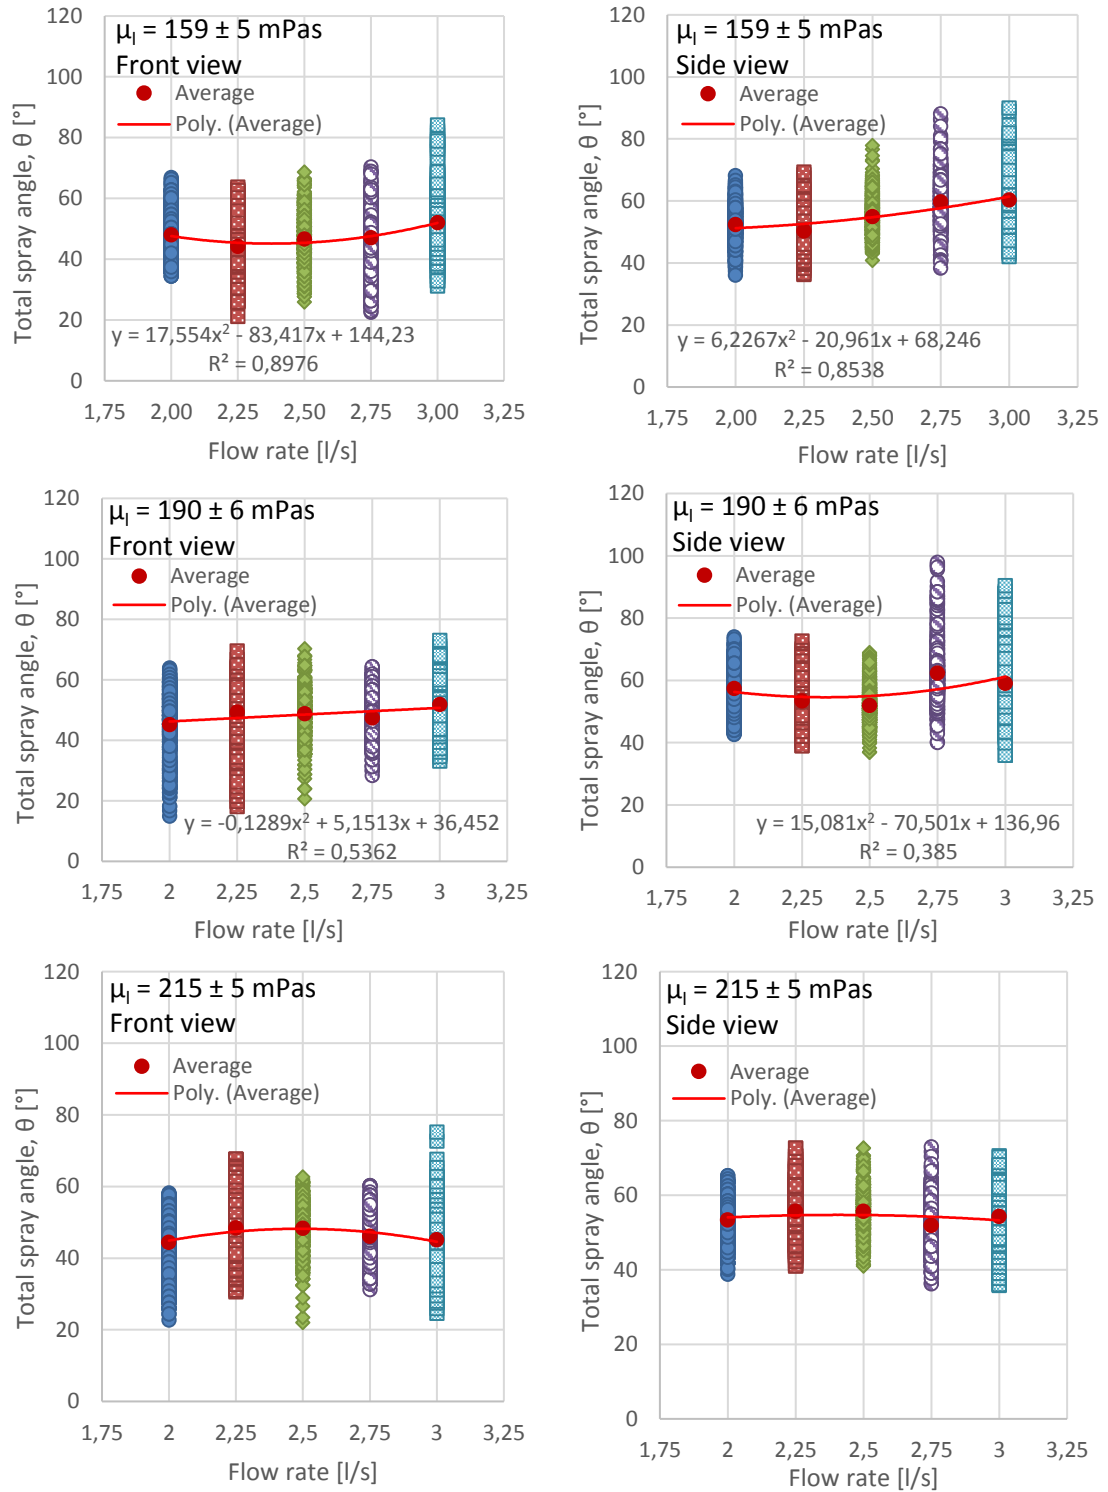 μl = 159 ± 5 mPas
Front view
Average
Poly. (Average)
y = 17,554x² - 83,417x + 144,23
R² = 0,8976
Total spray angle, θ [°]
120
100
80
60
40
20
0
1,75 2,00 2,25 2,50 2,75 3,00 3,25
Flow rate [l/s]
μl = 159 ± 5 mPas
Side view
Average
Poly. (Average)
y = 6,2267x² - 20,961x + 68,246
R² = 0,8538
Total spray angle, θ [°]
120
100
80
60
40
20
0
1,75 2,00 2,25 2,50 2,75 3,00 3,25
Flow rate [l/s]
μl = 190 ± 6 mPas
Front view
Average
Poly. (Average)
y = -0,1289x² + 5,1513x + 36,452
R² = 0,5362
Total spray angle, θ [°]
120
100
80
60
40
20
0
1,75 2 2,25 2,5 2,75 3 3,25
Flow rate [l/s]
μl = 190 ± 6 mPas
Side view
Average
Poly. (Average)
y = 15,081x² - 70,501x + 136,96
R² = 0,385
Total spray angle, θ [°]
120
100
80
60
40
20
0
1,75 2 2,25 2,5 2,75 3 3,25
Flow rate [l/s]
μl = 215 ± 5 mPas
Front view
Average
Poly. (Average)
Total spray angle, θ [°]
120
100
80
60
40
20
0
1,75 2 2,25 2,5 2,75 3 3,25
Flow rate [l/s]
μl = 215 ± 5 mPas
Side view
Average
Poly. (Average)
Total spray angle, θ [°]
120
100
80
60
40
20
0
1,75 2 2,25 2,5 2,75 3 3,25
Flow rate [l/s]